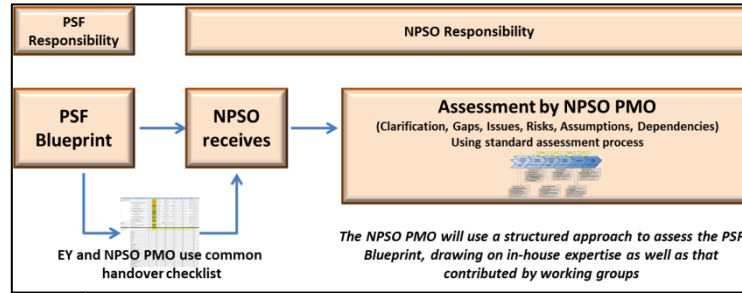 PSF
Responsibility
NPSO Responsibility
PSF
Blueprint
NPSO
receives
Assessment by NPSO PMO
(Clarification, Gaps, Issues, Risks, Assumptions, Dependencies)
Using standard assessment process
EY and NPSO PMO use common
handover checklist
The NPSO PMO will use a structured approach to assess the PSF
Blueprint, drawing on in-house expertise as well as that
contributed by working groups